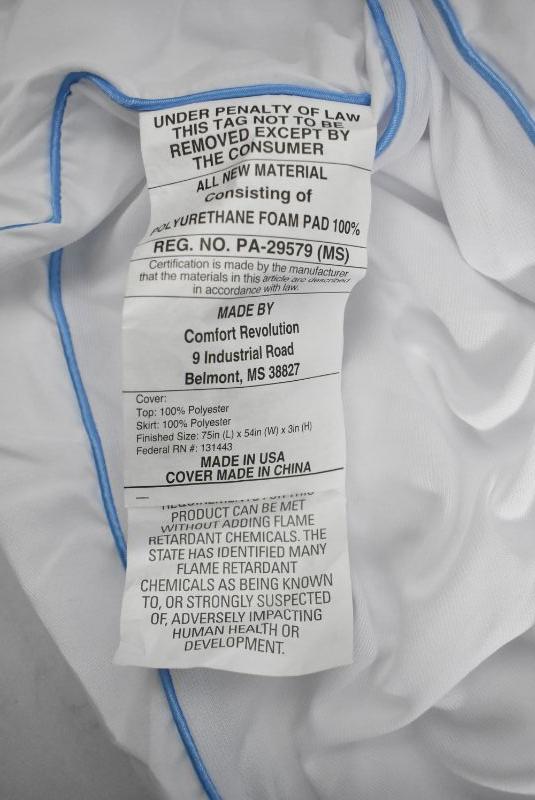 UNDER PENALTY OF LAW
THIS TAG NOT TO BE
REMOVED EXCEPT BY
THE CONSUMER
ALL NEW MATERIAL
consisting of
POLYURETHANE FOAM PAD 100%
REG. NO. PA-29579 (MS)
Certification is made by the manufacturer
that the materials in this article are described
in accordance with law.
MADE BY
Comfort Revolution
9 Industrial Road
Belmont, MS 38827
Cover:
Top: 100% Polyester
Skirt: 100% Polyester
Finished Size: 75in (L) x 54in (W) x 3in (H)
Federal RN #: 131443
MADE IN USA
COVER MADE IN CHINA
REQUIREMENTS FOR THIS
PRODUCT CAN BE MET
WITHOUT ADDING FLAME
RETARDANT CHEMICALS. THE
STATE HAS IDENTIFIED MANY
FLAME RETARDANT
CHEMICALS AS BEING KNOWN
TO, OR STRONGLY SUSPECTED
OF, ADVERSELY IMPACTING
HUMAN HEALTH OR
DEVELOPMENT.